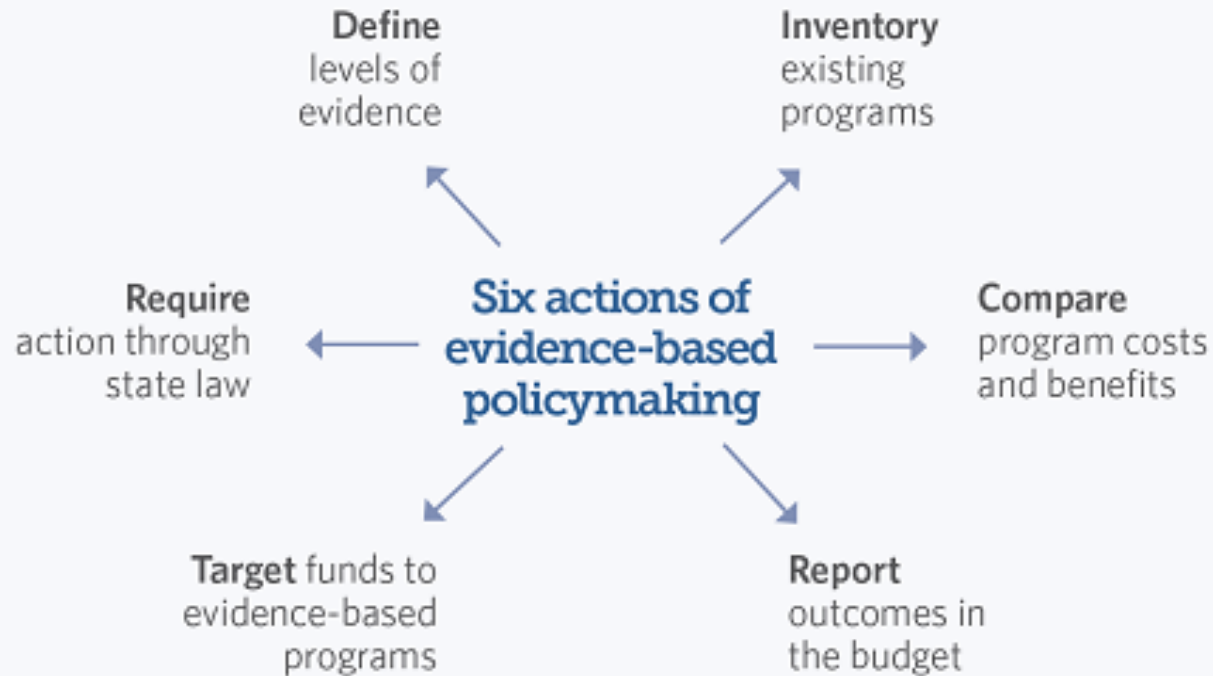 Define
levels of
evidence
Inventory
existing
programs
Require
action through
state law
Six actions of
evidence-based
policymaking
Compare
program costs
and benefits
Target funds to
evidence-based
programs
Report
outcomes in
the budget